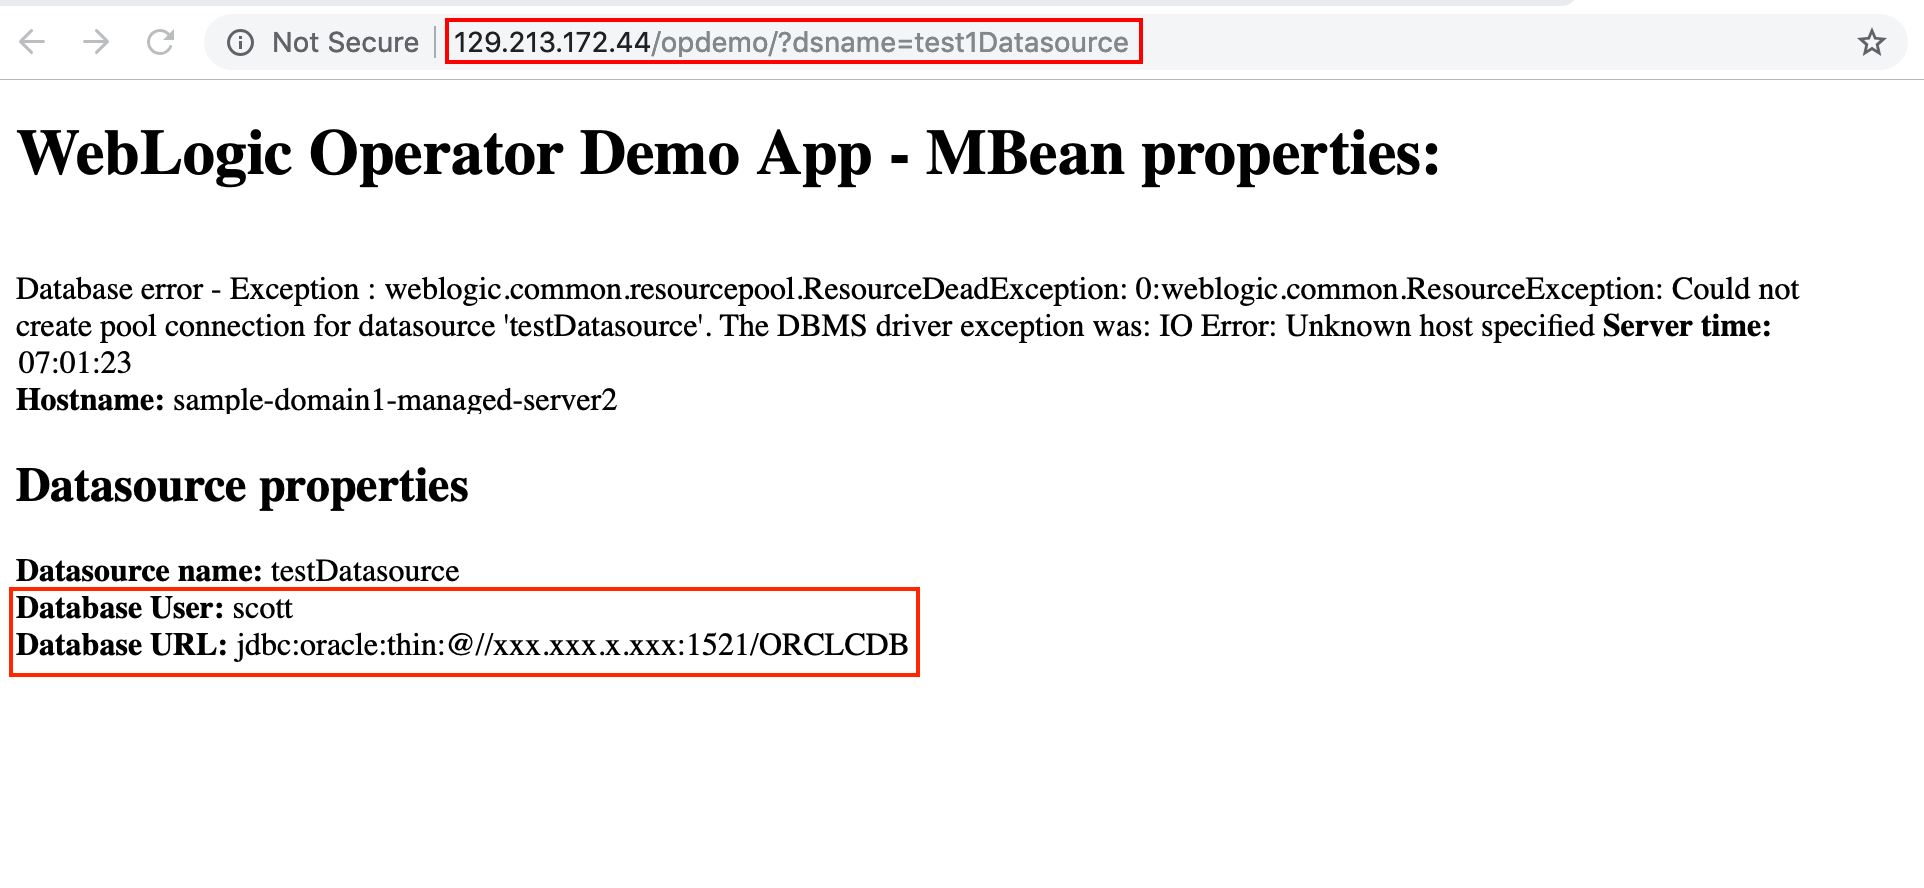 Not Secure 129.213.172.44/opdemo/?dsname=test1Datasource
WebLogic Operator Demo App - MBean properties:
Database error - Exception : weblogic.common.resourcepool.ResourceDeadException: 0:weblogic.common.ResourceException: Could not
create pool connection for datasource 'testDatasource'. The DBMS driver exception was: IO Error: Unknown host specified Server time:
07:01:23
Hostname: sample-domain1-managed-server2
Datasource properties
Datasource name: testDatasource
Database User: scott
Database URL: jdbc:oracle:thin:@//xxx.xxx.x.xxx:1521/ORCLCDB